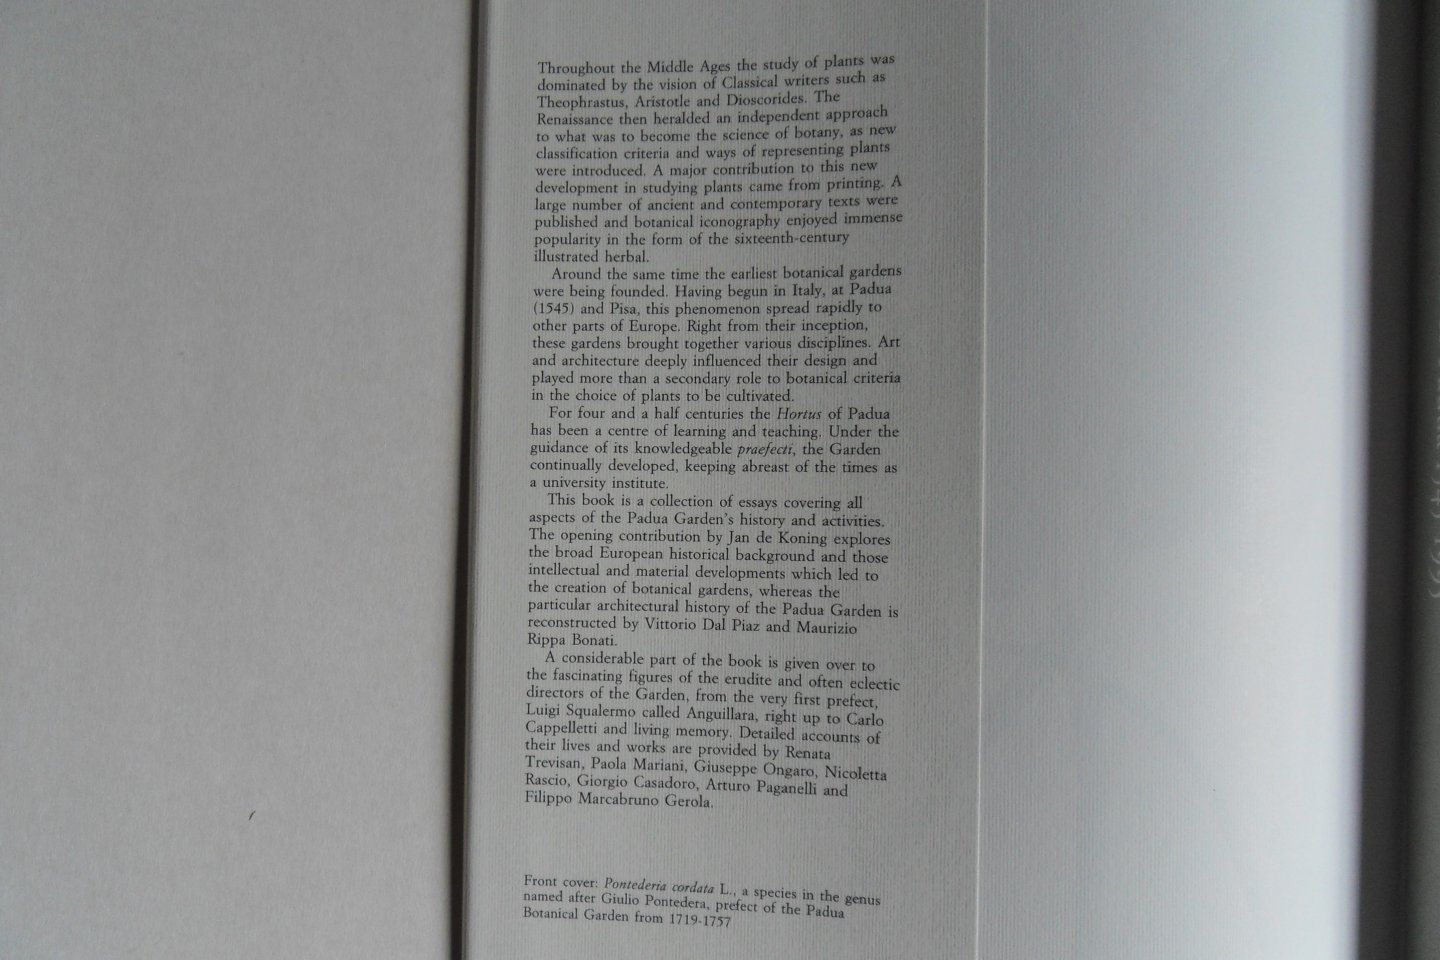 Throughout the Middle Ages the study of plants was
dominated by the vision of Classical writers such as
Theophrastus, Aristotle and Dioscorides. The
Renaissance then heralded an independent approach
to what was to become the science of botany, as new
classification criteria and ways of representing plants
were introduced. A major contribution to this new
development in studying plants came from printing. A
large number of ancient and contemporary texts were
published and botanical iconography enjoyed immense
popularity in the form of the sixteenth-century
illustrated herbal.
Around the same time the earliest botanical gardens
were being founded. Having begun in Italy, at Padua
(1545) and Pisa, this phenomenon spread rapidly to
other parts of Europe. Right from their inception,
these gardens brought together various disciplines. Art
and architecture deeply influenced their design and
played more than a secondary role to botanical criteria
in the choice of plants to be cultivated.
For four and a half centuries the Hortus of Padua
has been a centre of learning and teaching. Under the
guidance of its knowledgeable praefecti, the Garden
continually developed, keeping abreast of the times as
a university institute.
This book is a collection of essays covering all
aspects of the Padua Garden's history and activities.
The opening contribution by Jan de Koning explores
the broad European historical background and those
intellectual and material developments which led to
the creation of botanical gardens, whereas the
particular architectural history of the Padua Garden is
reconstructed by Vittorio Dal Piaz and Maurizio
Rippa Bonati.
A considerable part of the book is given over to
the fascinating figures of the erudite and often eclectic
directors of the Garden, from the very first prefect,
Luigi Squalermo called Anguillara, right up to Carlo
Cappelletti and living memory. Detailed accounts of
their lives and works are provided by Renata
Trevisan, Paola Mariani, Giuseppe Ongaro, Nicoletta
Rascio, Giorgio Casadoro, Arturo Paganelli and
Filippo Marcabruno Gerola.
Front cover: Pontederia cordata L., a species in the genus
named after Giulio Pontedera, prefect of the Padua
Botanical Garden from 1719-1757